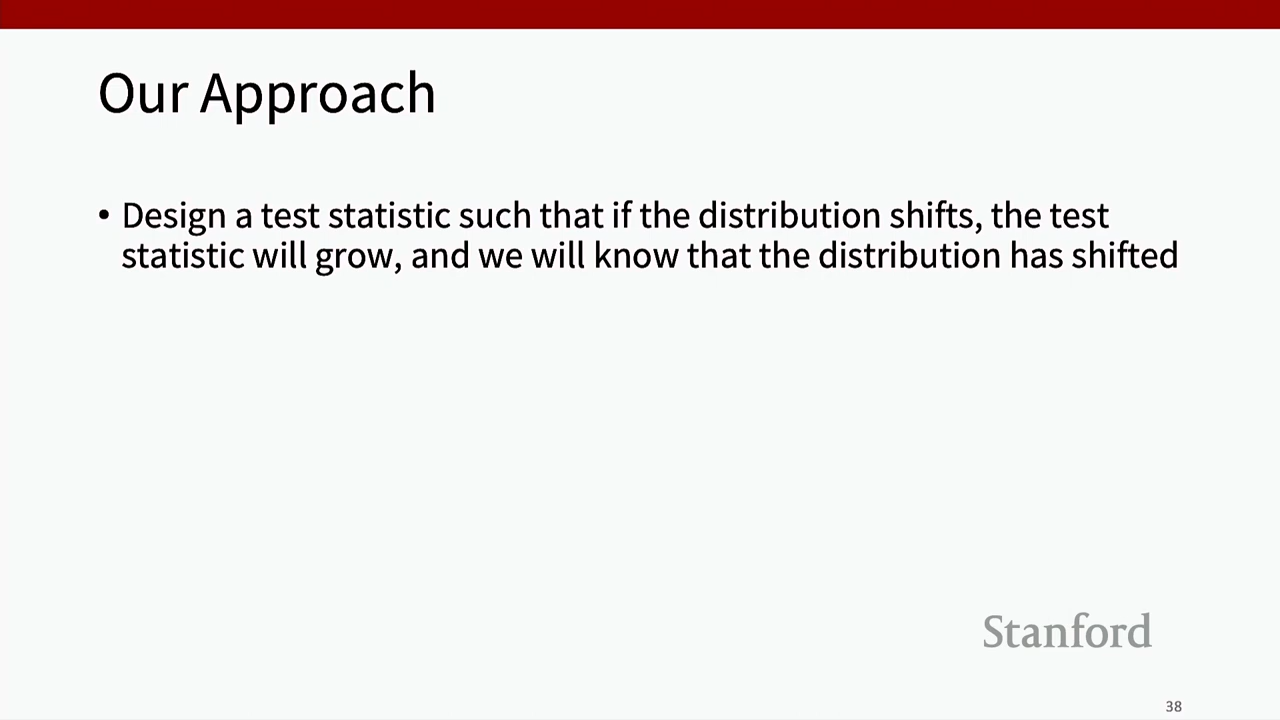 Our Approach
• Design a test statistic such that if the distribution shifts, the test
statistic will grow, and we will know that the distribution has shifted
Stanford
38